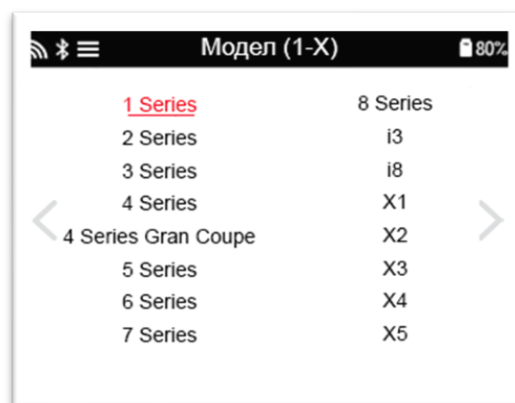 Модел (1-X)
80%
1 Series
2 Series
3 Series
4 Series
4 Series Gran Coupe
5 Series
6 Series
7 Series
8 Series
i3
i8
X1
X2
X3
X4
X5